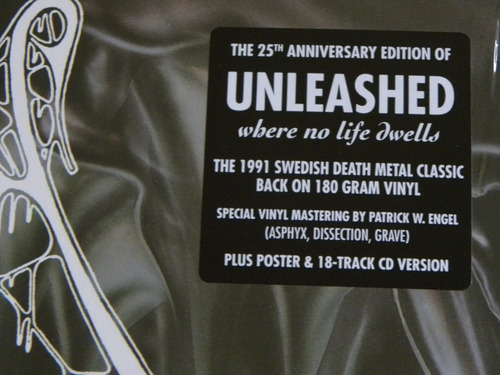 THE 25TH ANNIVERSARY EDITION OF
UNLEASHED
where no life dwells
THE 1991 SWEDISH DEATH METAL CLASSIC
BACK ON 180 GRAM VINYL
SPECIAL VINYL MASTERING BY PATRICK W. ENGEL
(ASPHYX, DISSECTION, GRAVE)
PLUS POSTER & 18-TRACK CD VERSION